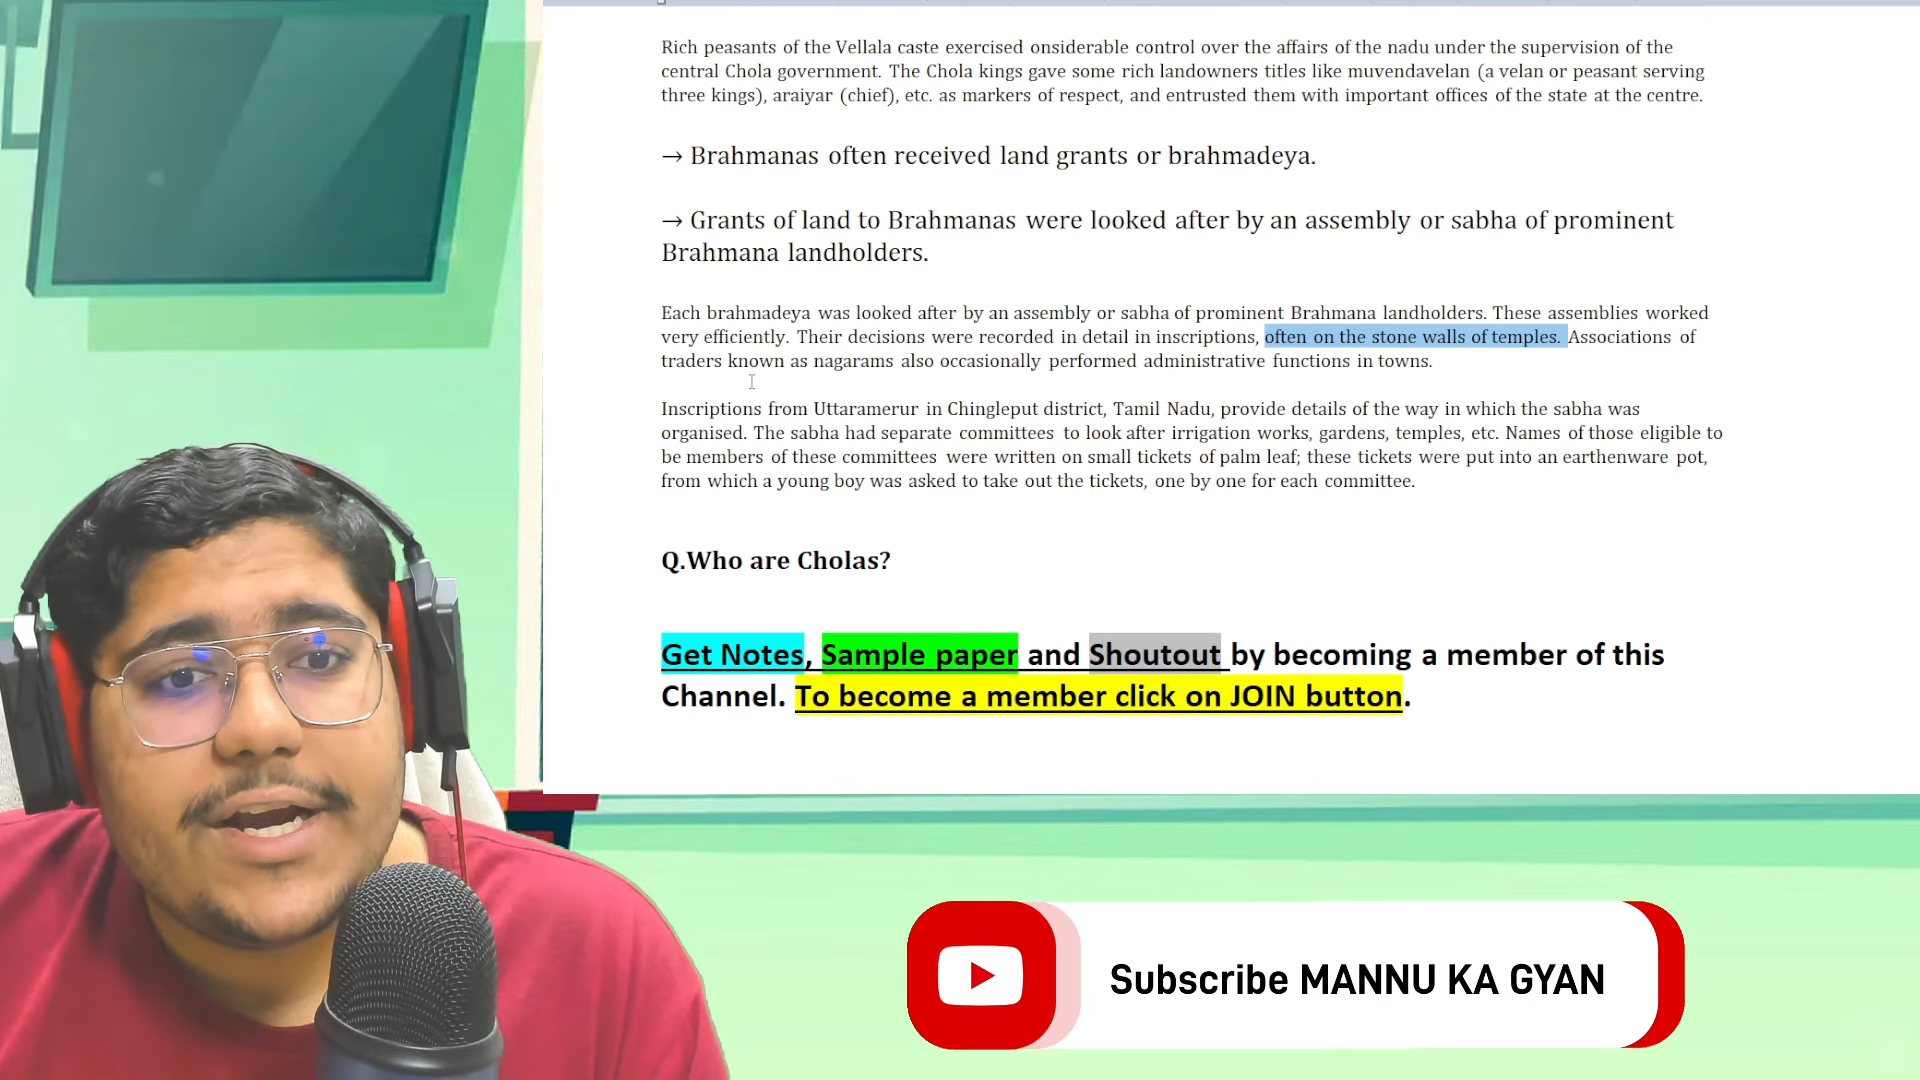 Rich peasants of the Vellala caste exercised onsiderable control over the affairs of the nadu under the supervision of the
central Chola government. The Chola kings gave some rich landowners titles like muvendavelan (a velan or peasant serving
three kings), araiyar (chief), etc. as markers of respect, and entrusted them with important offices of the state at the centre.
→ Brahmanas often received land grants or brahmadeya.
→ Grants of land to Brahmanas were looked after by an assembly or sabha of prominent
Brahmana landholders.
Each brahmadeya was looked after by an assembly or sabha of prominent Brahmana landholders. These assemblies worked
very efficiently. Their decisions were recorded in detail in inscriptions, often on the stone walls of temples. Associations of
traders known as nagarams also occasionally performed administrative functions in towns.
Inscriptions from Uttaramerur in Chingleput district, Tamil Nadu, provide details of the way in which the sabha was
organised. The sabha had separate committees to look after irrigation works, gardens, temples, etc. Names of those eligible to
be members of these committees were written on small tickets of palm leaf; these tickets were put into an earthenware pot,
from which a young boy was asked to take out the tickets, one by one for each committee.
Q.Who are Cholas?
Get Notes, Sample paper and Shoutout by becoming a member of this
Channel. To become a member click on JOIN button.
Subscribe MANNU KA GYAN